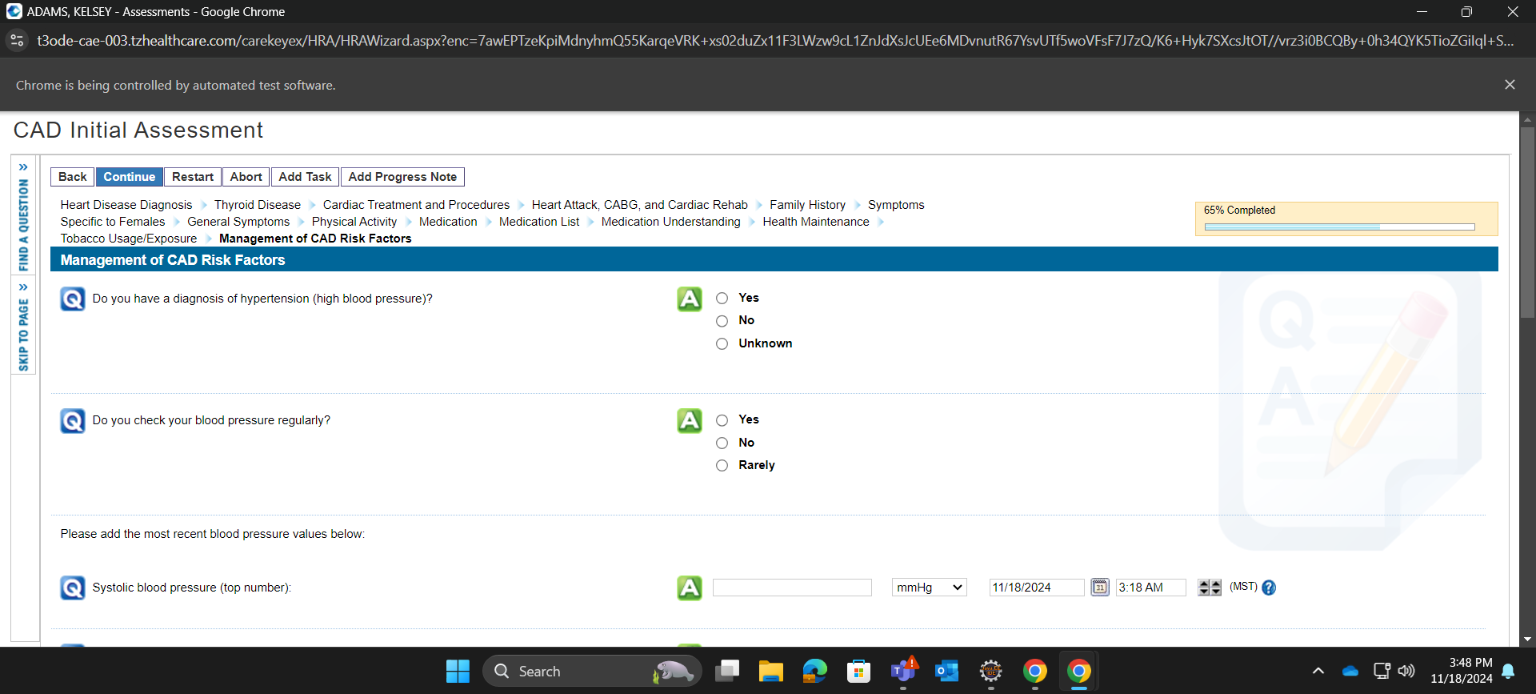 ADAMS, KELSEY - Assessments - Google Chrome
t3ode-cae-003.tzhealthcare.com/carekeyex/HRA/HRAWizard.aspx?enc=7awEPTzeKpiMdnyhmQ55KarqeVRK+xs02duZx11F3LWzw9cL1ZnJdXsJcUEe6MDvnutR67YsvUTf5woVFsF7J7zQ/K6+Hyk7SXcsJtOT//vrz3i0BCQBy+0h34QYK5TioZGiIqI+S...
Chrome is being controlled by automated test software.
CAD Initial Assessment
FIND A QUESTION
SKIP TO PAGE
Back Continue Restart Abort Add Task Add Progress Note
Heart Disease Diagnosis Thyroid Disease Cardiac Treatment and Procedures Heart Attack, CABG, and Cardiac Rehab Family History Symptoms
Specific to Females General Symptoms Physical Activity Medication Medication List Medication Understanding Health Maintenance
Tobacco Usage/Exposure Management of CAD Risk Factors
65% Completed
Management of CAD Risk Factors
Q Do you have a diagnosis of hypertension (high blood pressure)? A Yes
No
Unknown
Q Do you check your blood pressure regularly? A Yes
No
Rarely
Please add the most recent blood pressure values below:
Q Systolic blood pressure (top number): A mmHg 11/18/2024 31 3:18 AM (MST) ?
Q
A
Search
3:48 PM
11/18/2024